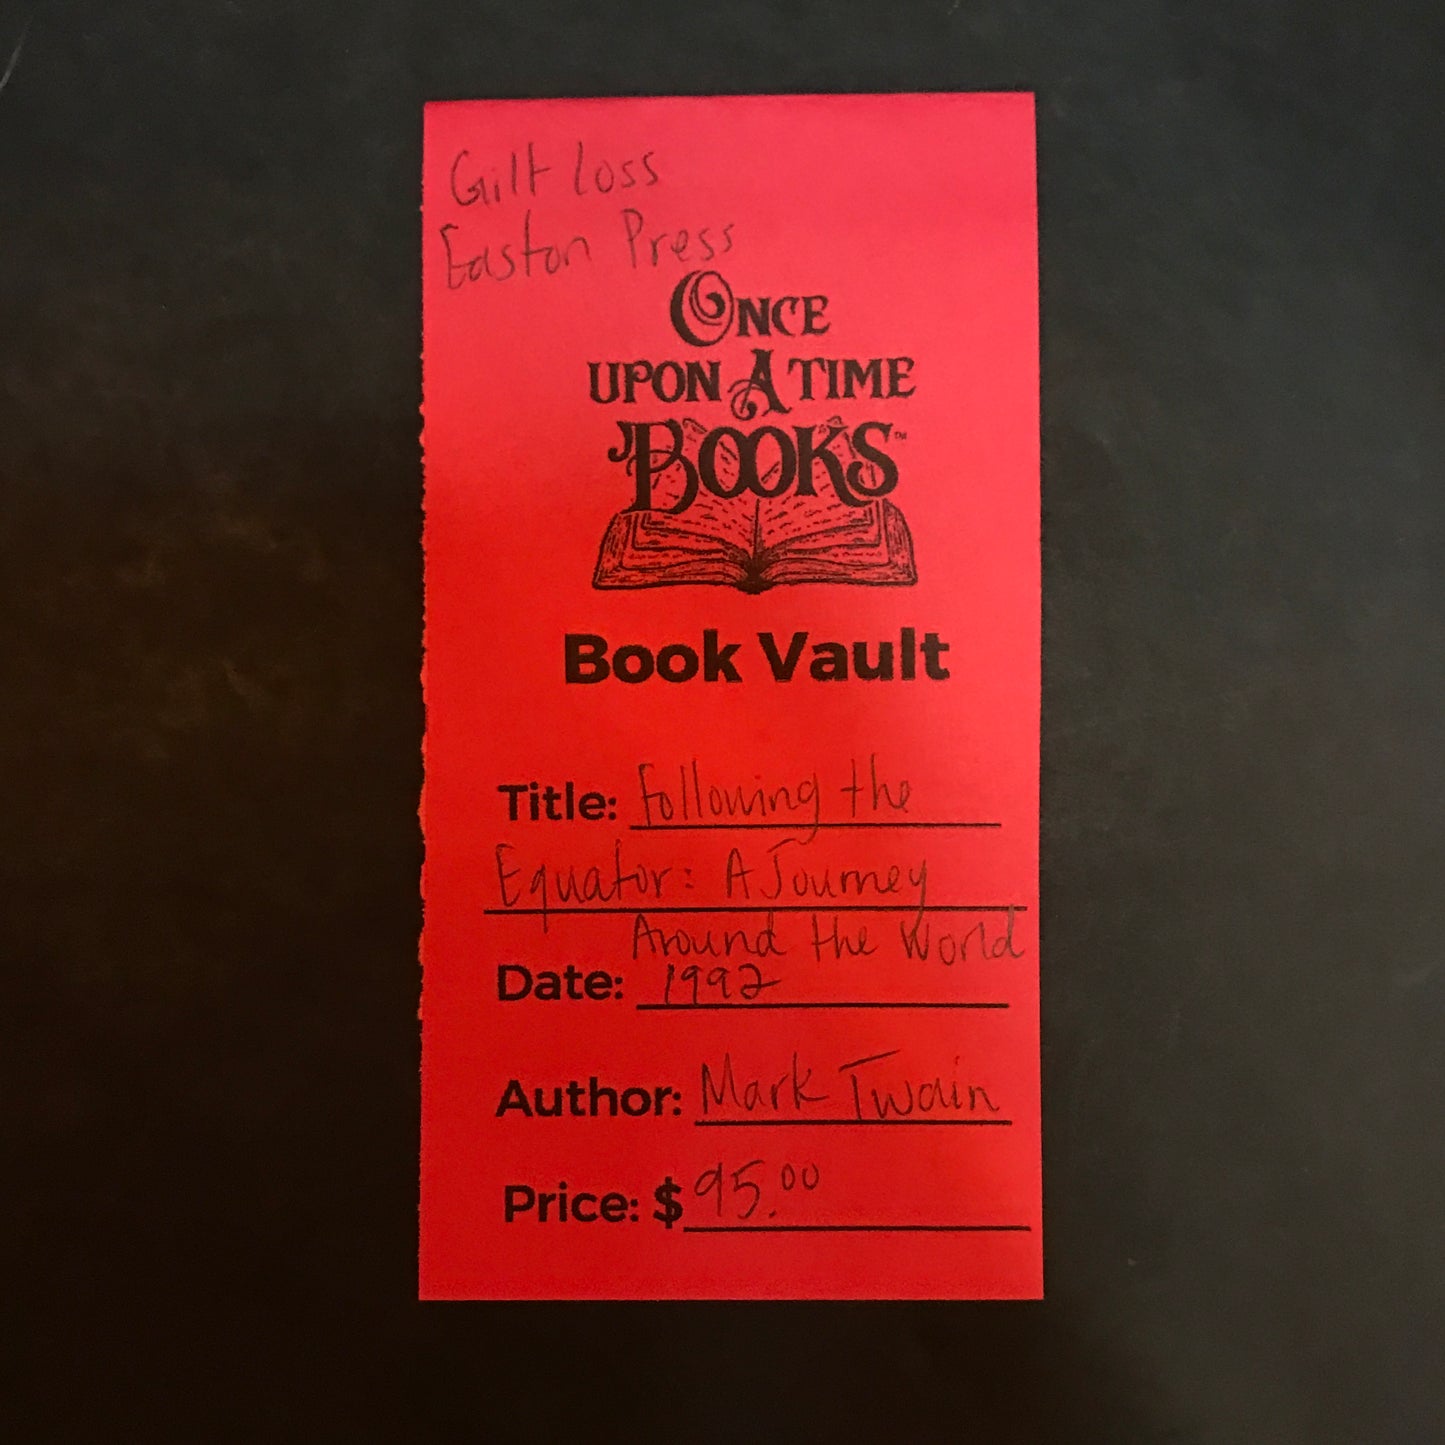 Gilt Loss
Easton Press
ONCE
UPON A TIME
BOOKS™
Book Vault
Title: Following the
Equator: A Journey
Around the World
Date: 1992
Author: Mark Twain
Price: $95.00